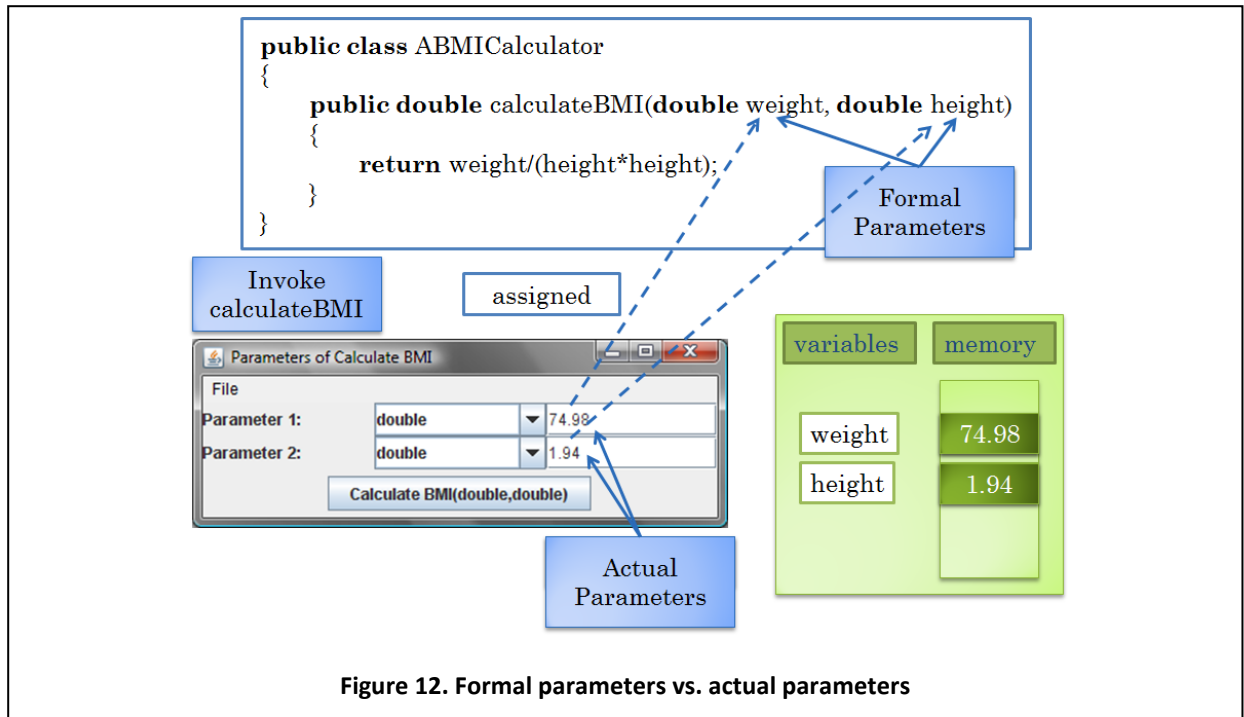 public class ABMICalculator
{
public double calculateBMI(double weight, double height)
{
return weight/(height*height);
}
}
Formal
Parameters
Invoke
calculateBMI
assigned
Parameters of Calculate BMI
File
Parameter 1: double 74.98
Parameter 2: double 1.94
Calculate BMI(double,double)
Actual
Parameters
variables memory
weight 74.98
height 1.94
Figure 12. Formal parameters vs. actual parameters